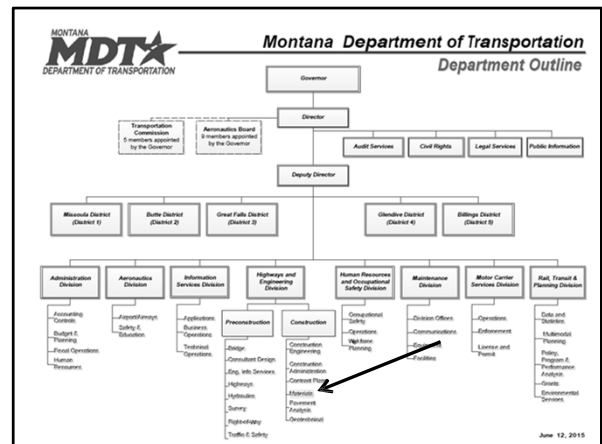 MONTANA
MDT
DEPARTMENT OF TRANSPORTATION
Montana Department of Transportation
Department Outline
Governor
Director
Transportation
Commission
5 members appointed
by the Governor
Aeronautics Board
9 members appointed
by the Governor
Audit Services
Civil Rights
Legal Services
Public Information
Deputy Director
Missoula District
(District 1)
Butte District
(District 2)
Great Falls District
(District 3)
Glendive District
(District 4)
Billings District
(District 5)
Administration
Division
Aeronautics
Division
Information
Services Division
Highways and
Engineering
Division
Human Resources
and Occupational
Safety Division
Maintenance
Division
Motor Carrier
Services Division
Rail, Transit &
Planning Division
Accounting
Controls
Budget &
Planning
Fiscal Operations
Human
Resources
Airport/Airways
Safety &
Education
Applications
Business
Operations
Technical
Operations
Preconstruction
Bridge
Consultant Design
Eng. Info Services
Highways
Hydraulics
Survey
Right-of-Way
Traffic & Safety
Construction
Construction
Engineering
Construction
Administration
Contract Plans
Materials
Pavement
Analysis
Geotechnical
Occupational
Safety
Operations
Workforce
Planning
Division Offices
Communications
Facilities
Operations
Enforcement
License and
Permit
Data and
Statistics
Multimodal
Planning
Policy,
Program &
Performance
Analysis
Grants
Environmental
Services
June 12, 2015